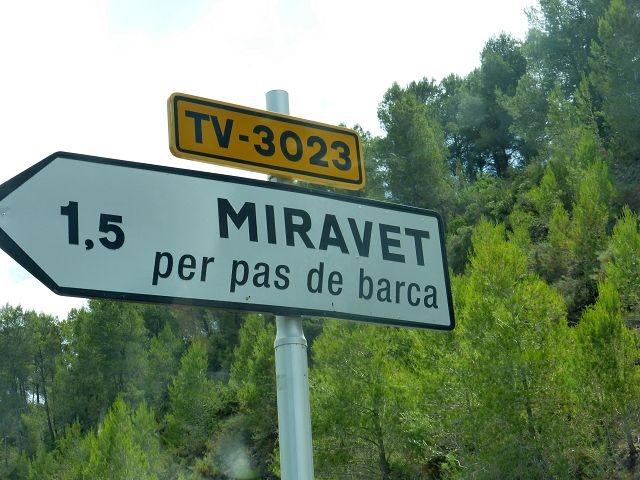 TV-3023
1,5 MIRAVET
per pas de barca